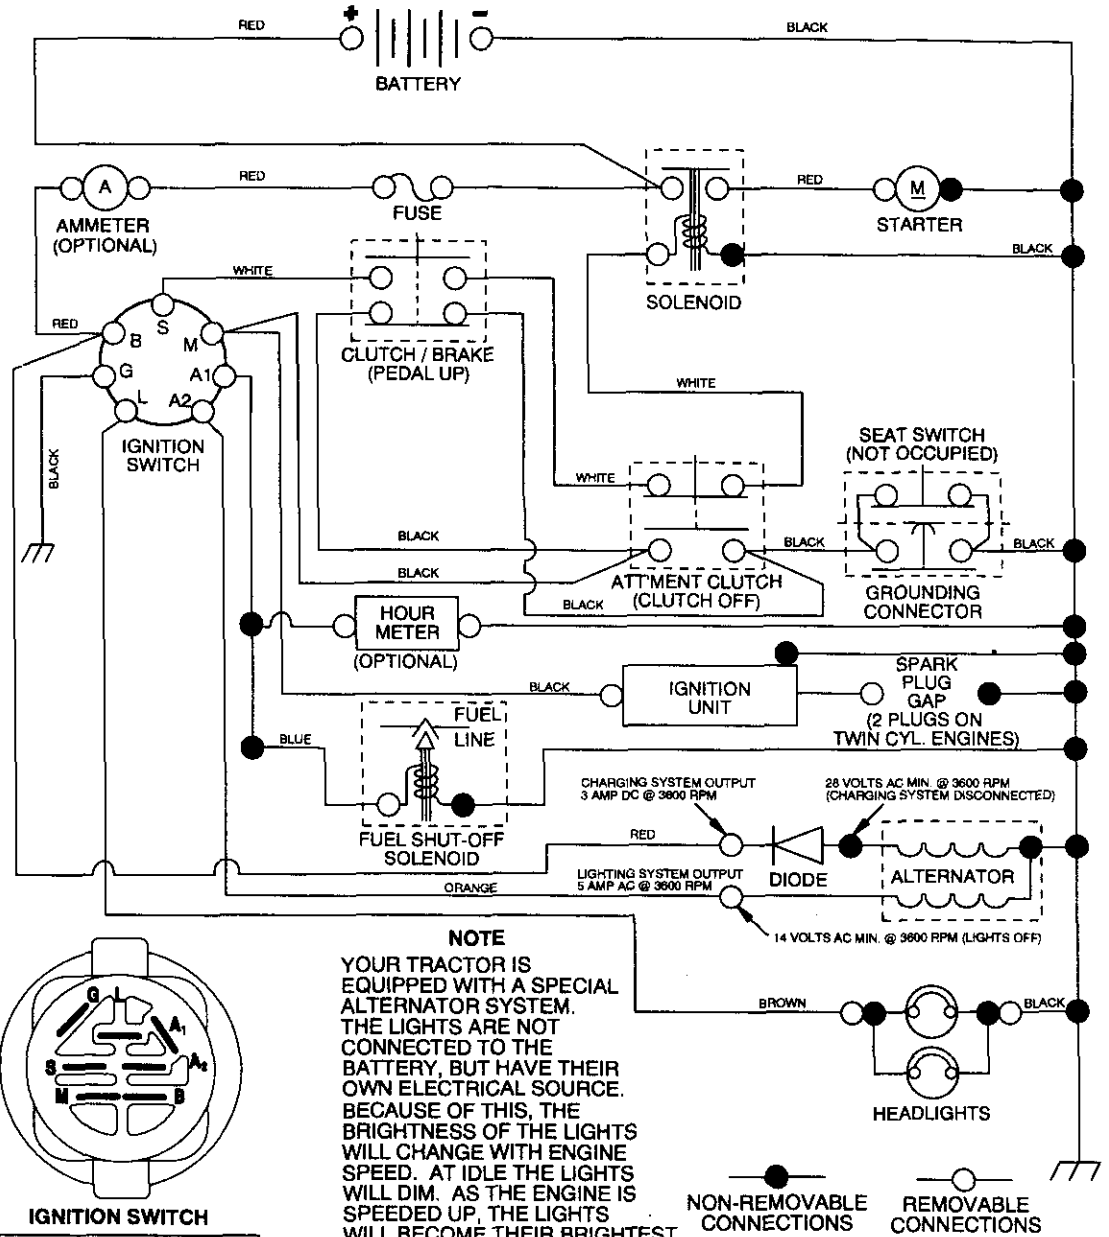 RED
+
-
BLACK
BATTERY
A
RED
AMMETER
(OPTIONAL)
FUSE
RED
M
STARTER
BLACK
SOLENOID
WHITE
CLUTCH / BRAKE
(PEDAL UP)
RED
S
B
M
G
A1
L
A2
IGNITION
SWITCH
BLACK
WHITE
WHITE
SEAT SWITCH
(NOT OCCUPIED)
BLACK
BLACK
BLACK
BLACK
ATT'MENT CLUTCH
(CLUTCH OFF)
BLACK
GROUNDING
CONNECTOR
HOUR
METER
(OPTIONAL)
BLACK
IGNITION
UNIT
SPARK
PLUG
GAP
(2 PLUGS ON
TWIN CYL. ENGINES)
BLUE
FUEL
LINE
FUEL SHUT-OFF
SOLENOID
CHARGING SYSTEM OUTPUT
3 AMP DC @ 3600 RPM
28 VOLTS AC MIN. @ 3600 RPM
(CHARGING SYSTEM DISCONNECTED)
RED
DIODE
ALTERNATOR
ORANGE
LIGHTING SYSTEM OUTPUT
5 AMP AC @ 3600 RPM
14 VOLTS AC MIN. @ 3600 RPM (LIGHTS OFF)
BROWN
BLACK
HEADLIGHTS
G
L
A1
A2
S
M
B
IGNITION SWITCH
NOTE
YOUR TRACTOR IS
EQUIPPED WITH A SPECIAL
ALTERNATOR SYSTEM.
THE LIGHTS ARE NOT
CONNECTED TO THE
BATTERY, BUT HAVE THEIR
OWN ELECTRICAL SOURCE.
BECAUSE OF THIS, THE
BRIGHTNESS OF THE LIGHTS
WILL CHANGE WITH ENGINE
SPEED. AT IDLE THE LIGHTS
WILL DIM. AS THE ENGINE IS
SPEEDED UP, THE LIGHTS
WILL BECOME THEIR BRIGHTEST
NON-REMOVABLE
CONNECTIONS
REMOVABLE
CONNECTIONS